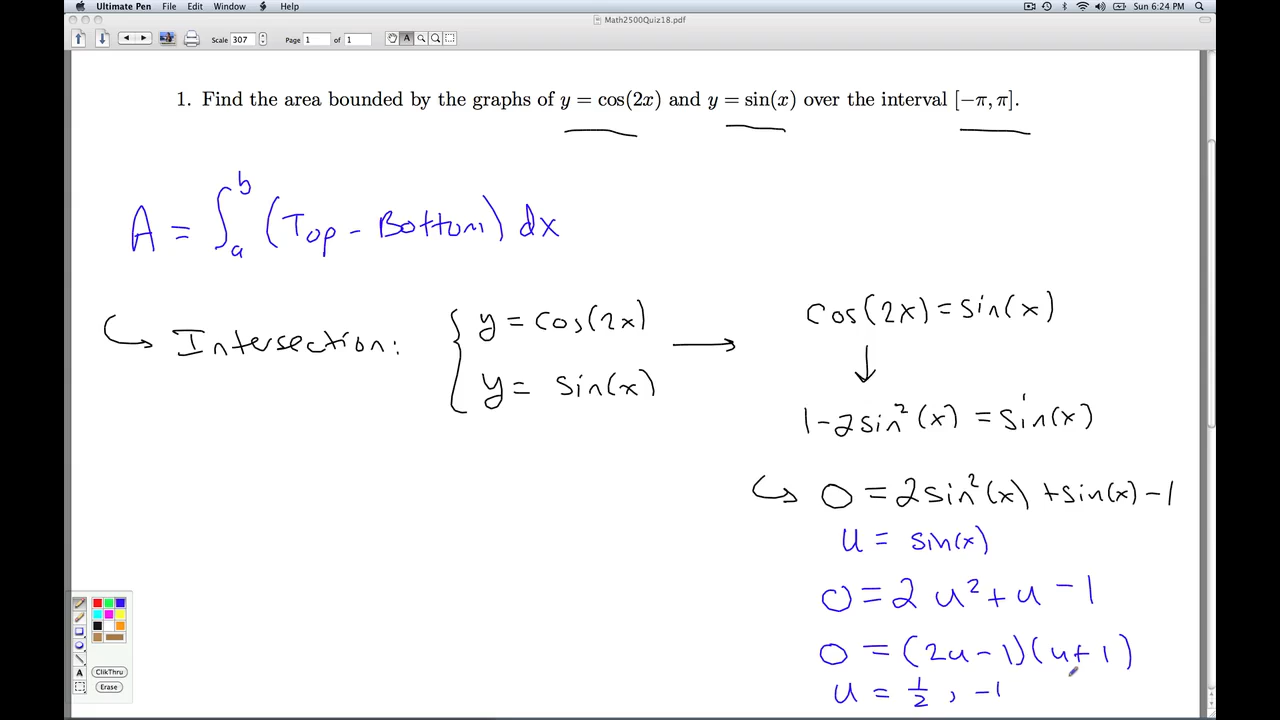 Ultimate Pen File Edit Window Help Sun 6:24 PM
Math2500Quiz18.pdf
Scale 307 Page 1 of 1 A
1. Find the area bounded by the graphs of y = cos(2x) and y = sin(x) over the interval [−π, π].
A = ∫_a^b (Top - Bottom) dx
cos(2x) = sin(x)
Intersection: { y = cos(2x)
y = sin(x)
1 - 2sin²(x) = sin(x)
0 = 2sin²(x) + sin(x) - 1
u = sin(x)
0 = 2u² + u - 1
0 = (2u - 1)(u + 1)
u = 1/2, -1
A
ClikThru
Erase